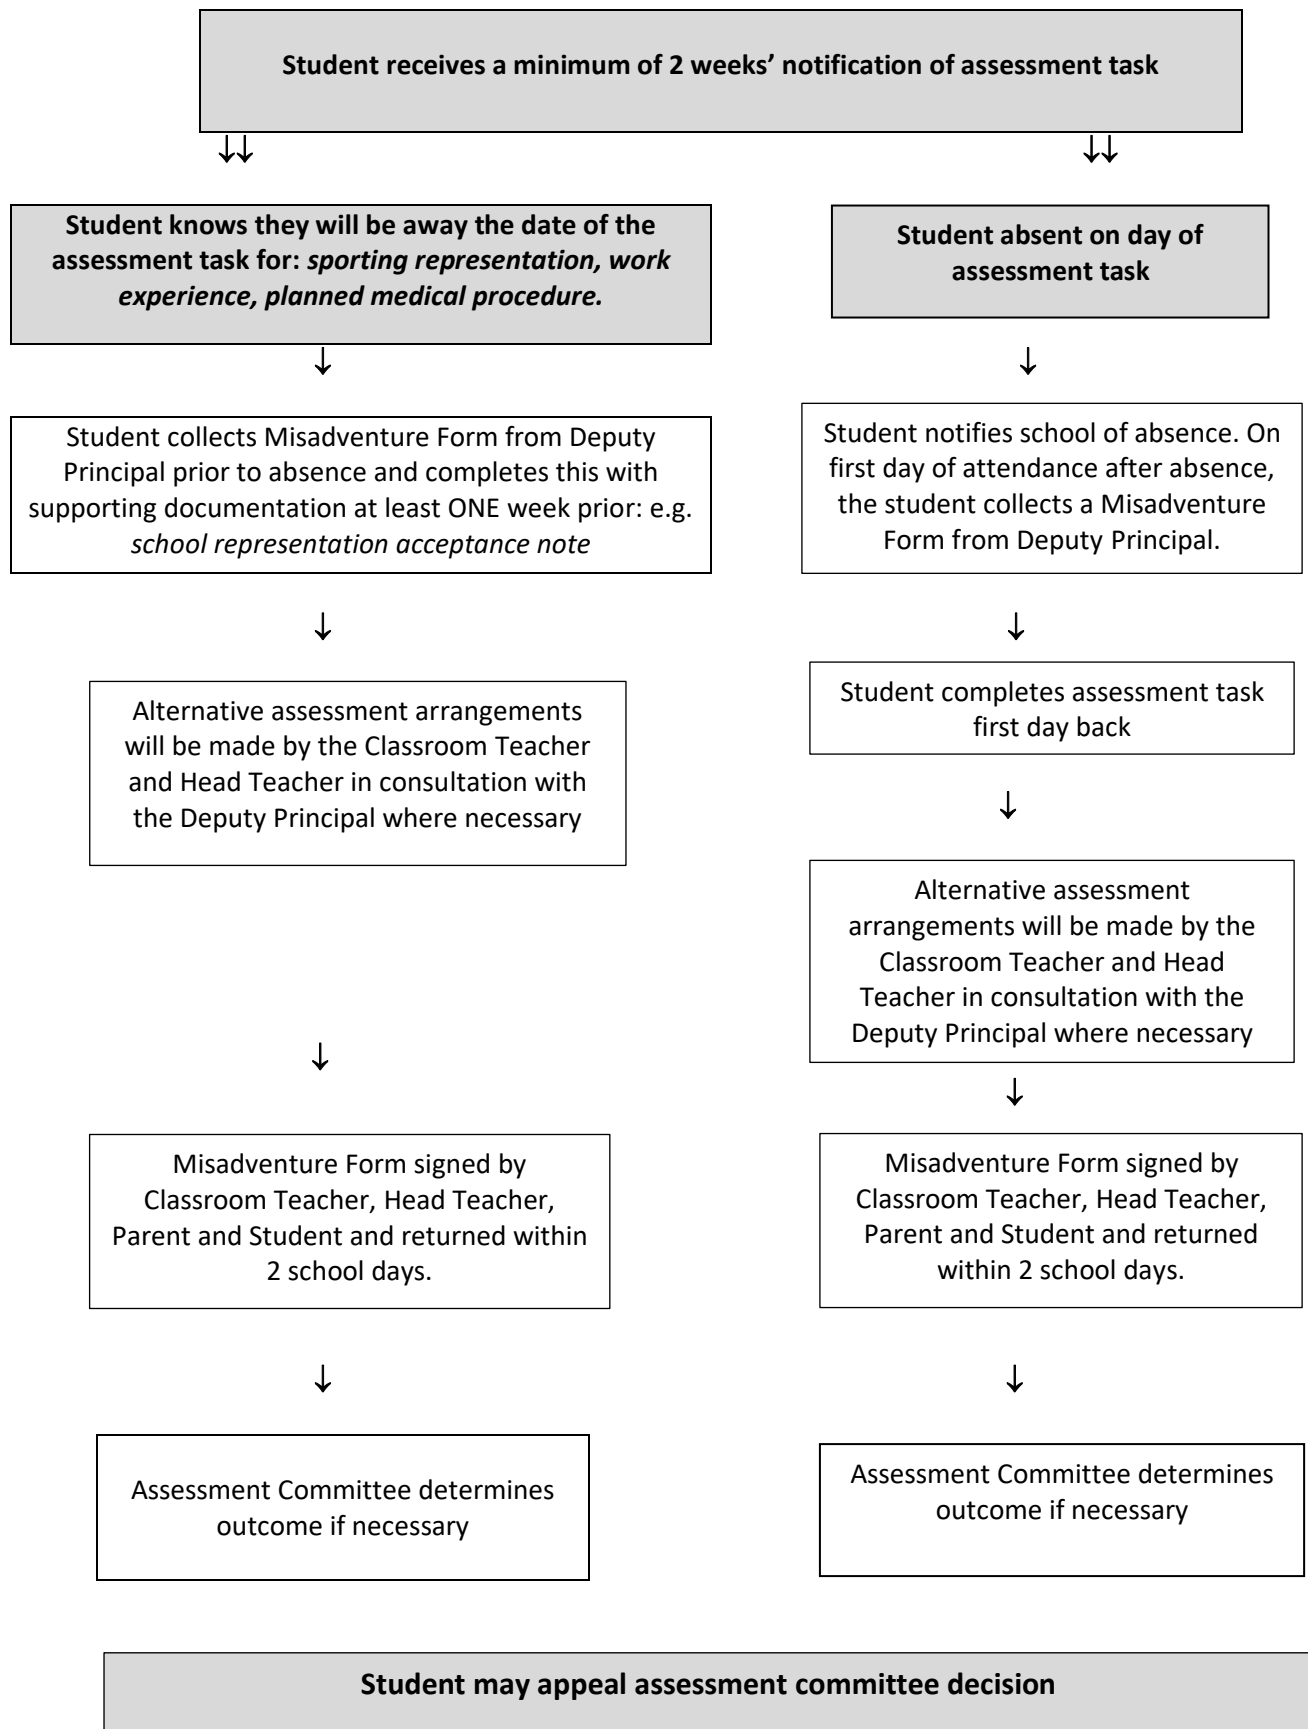 Student receives a minimum of 2 weeks’ notification of assessment task
↓↓
↓↓
Student knows they will be away the date of the
assessment task for: sporting representation, work
experience, planned medical procedure.
↓
Student collects Misadventure Form from Deputy
Principal prior to absence and completes this with
supporting documentation at least ONE week prior: e.g.
school representation acceptance note
↓
Alternative assessment arrangements
will be made by the Classroom Teacher
and Head Teacher in consultation with
the Deputy Principal where necessary
↓
Misadventure Form signed by
Classroom Teacher, Head Teacher,
Parent and Student and returned within
2 school days.
↓
Assessment Committee determines
outcome if necessary
Student absent on day of
assessment task
↓
Student notifies school of absence. On
first day of attendance after absence,
the student collects a Misadventure
Form from Deputy Principal.
↓
Student completes assessment task
first day back
↓
Alternative assessment
arrangements will be made by the
Classroom Teacher and Head
Teacher in consultation with the
Deputy Principal where necessary
↓
Misadventure Form signed by
Classroom Teacher, Head Teacher,
Parent and Student and returned
within 2 school days.
↓
Assessment Committee determines
outcome if necessary
Student may appeal assessment committee decision